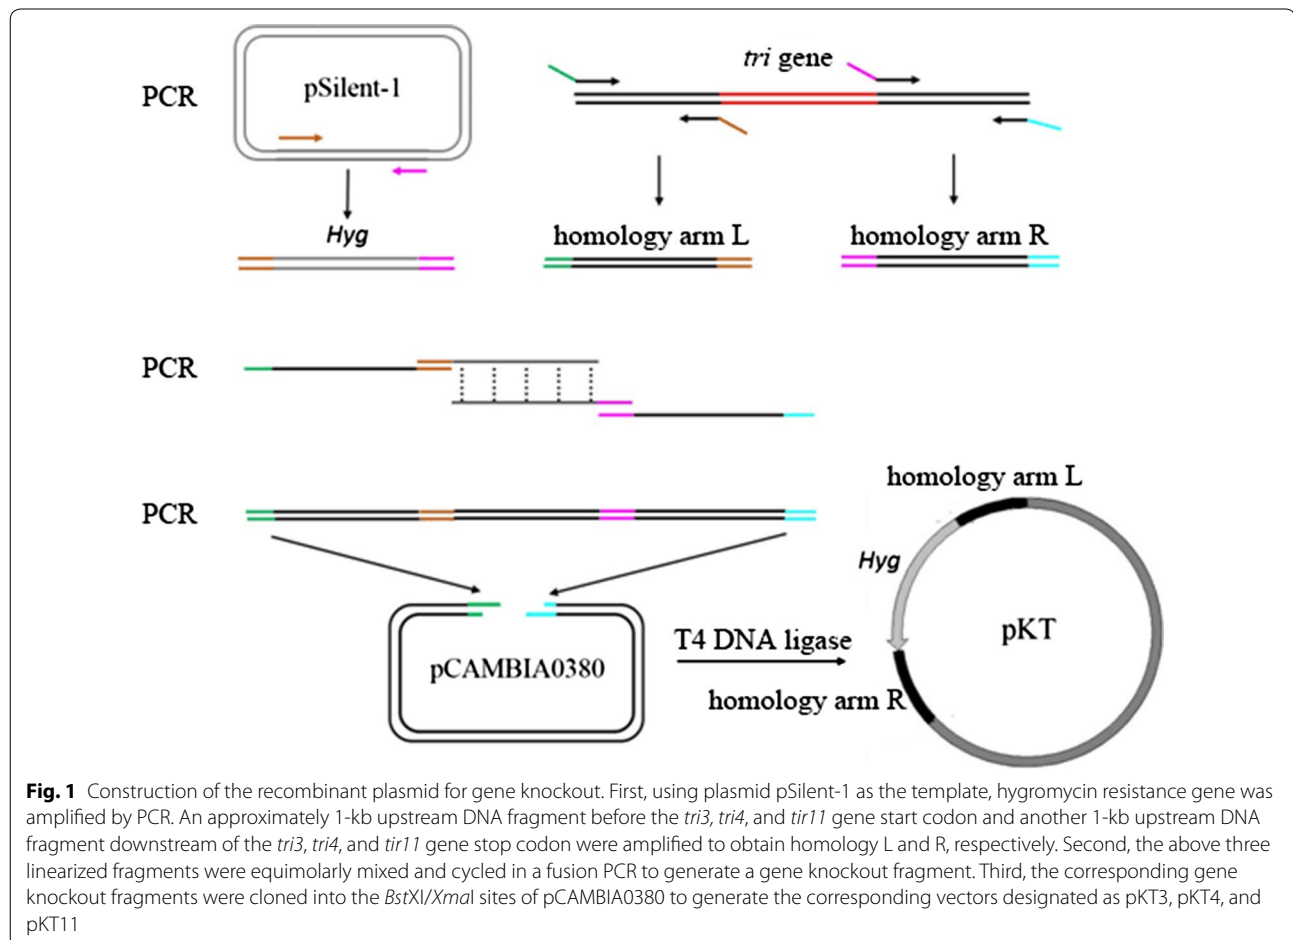 PCR
pSilent-1
tri gene
Hyg
homology arm L
homology arm R
PCR
PCR
homology arm L
Hyg
pKT
T4 DNA ligase
pCAMBIA0380
homology arm R
Fig. 1 Construction of the recombinant plasmid for gene knockout. First, using plasmid pSilent-1 as the template, hygromycin resistance gene was
amplified by PCR. An approximately 1-kb upstream DNA fragment before the tri3, tri4, and tir11 gene start codon and another 1-kb upstream DNA
fragment downstream of the tri3, tri4, and tir11 gene stop codon were amplified to obtain homology L and R, respectively. Second, the above three
linearized fragments were equimolarly mixed and cycled in a fusion PCR to generate a gene knockout fragment. Third, the corresponding gene
knockout fragments were cloned into the BstXI/XmaI sites of pCAMBIA0380 to generate the corresponding vectors designated as pKT3, pKT4, and
pKT11